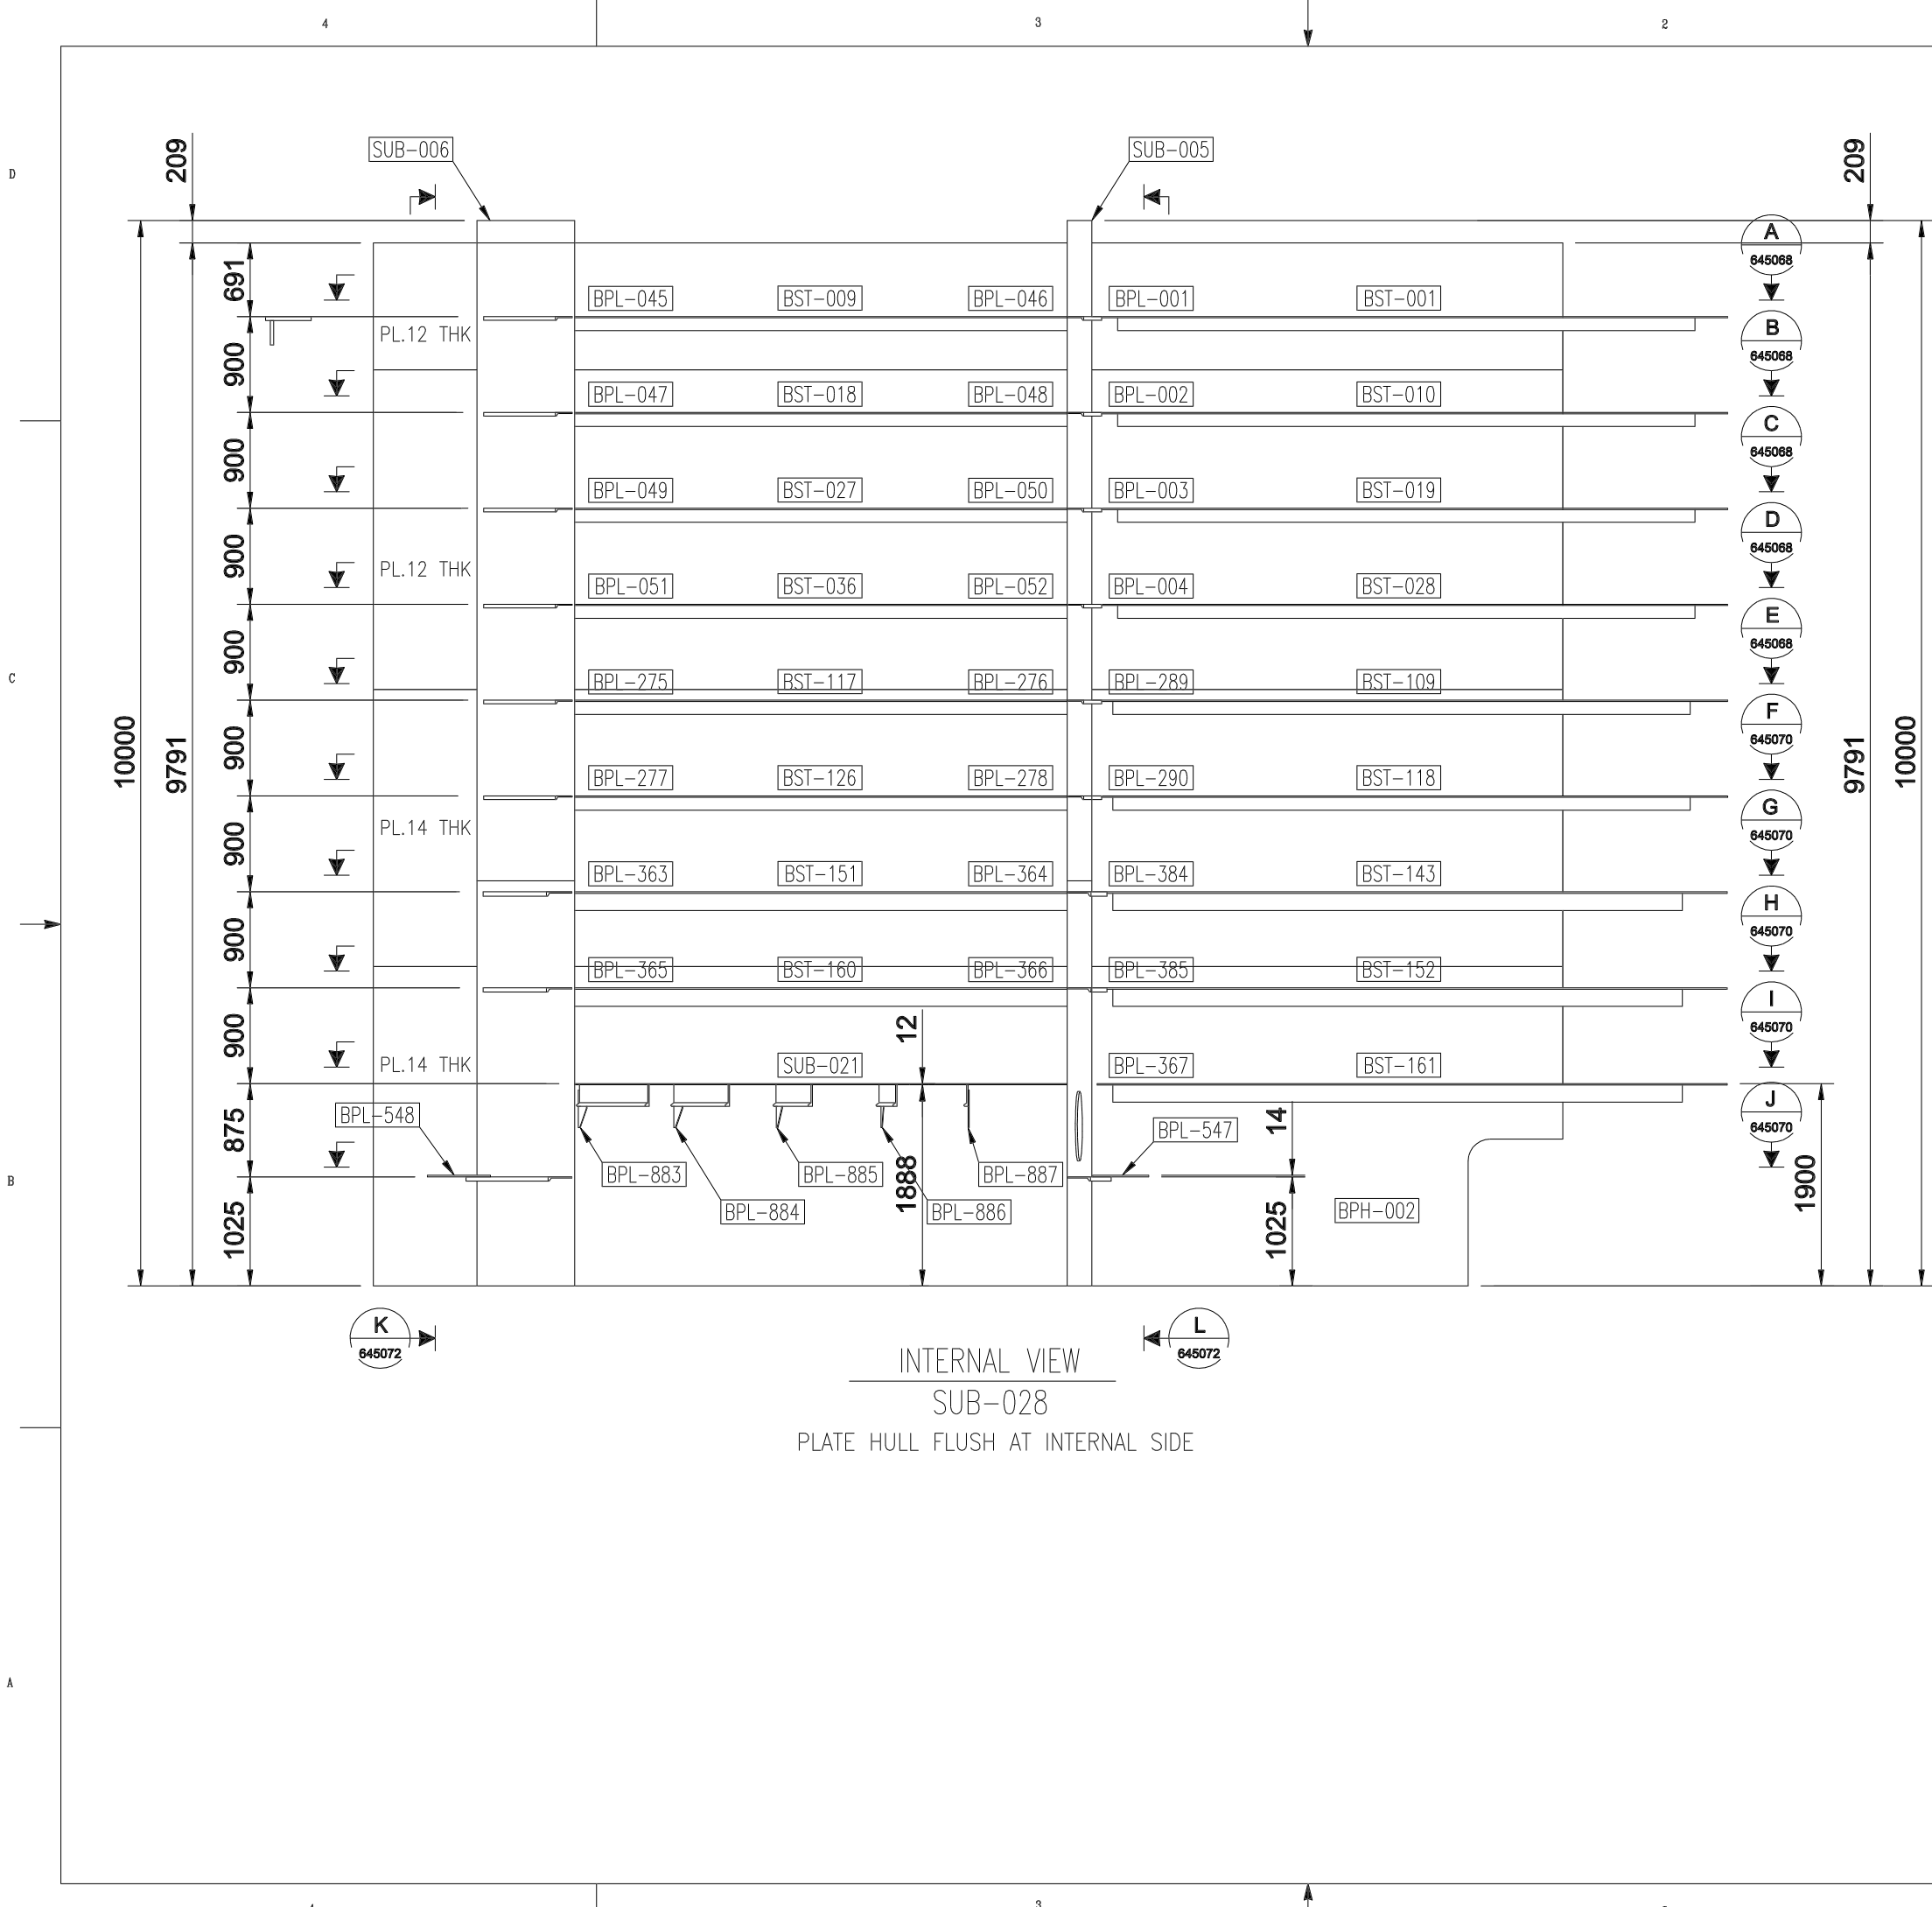 4 3 2
D
209 SUB-006 SUB-005 209
A
645068
691 BPL-045 BST-009 BPL-046 BPL-001 BST-001
PL.12 THK
B
645068
900 BPL-047 BST-018 BPL-048 BPL-002 BST-010
C
645068
900 BPL-049 BST-027 BPL-050 BPL-003 BST-019
D
645068
900 PL.12 THK BPL-051 BST-036 BPL-052 BPL-004 BST-028
E
645068
C
900 BPL-275 BST-117 BPL-276 BPL-289 BST-109
F
645070
10000 9791 900 BPL-277 BST-126 BPL-278 BPL-290 BST-118 9791 10000
G
645070
900 PL.14 THK
BPL-363 BST-151 BPL-364 BPL-384 BST-143
H
645070
900 BPL-365 BST-160 BPL-366 BPL-385 BST-152
I
645070
900 12
PL.14 THK SUB-021 BPL-367 BST-161
J
645070
875 BPL-548 14 BPL-547
BPL-883 BPL-885 1888 BPL-887 1900
B
1025 BPL-884 BPL-886 1025 BPH-002
K
645072
L
645072
INTERNAL VIEW
SUB-028
PLATE HULL FLUSH AT INTERNAL SIDE
A
3